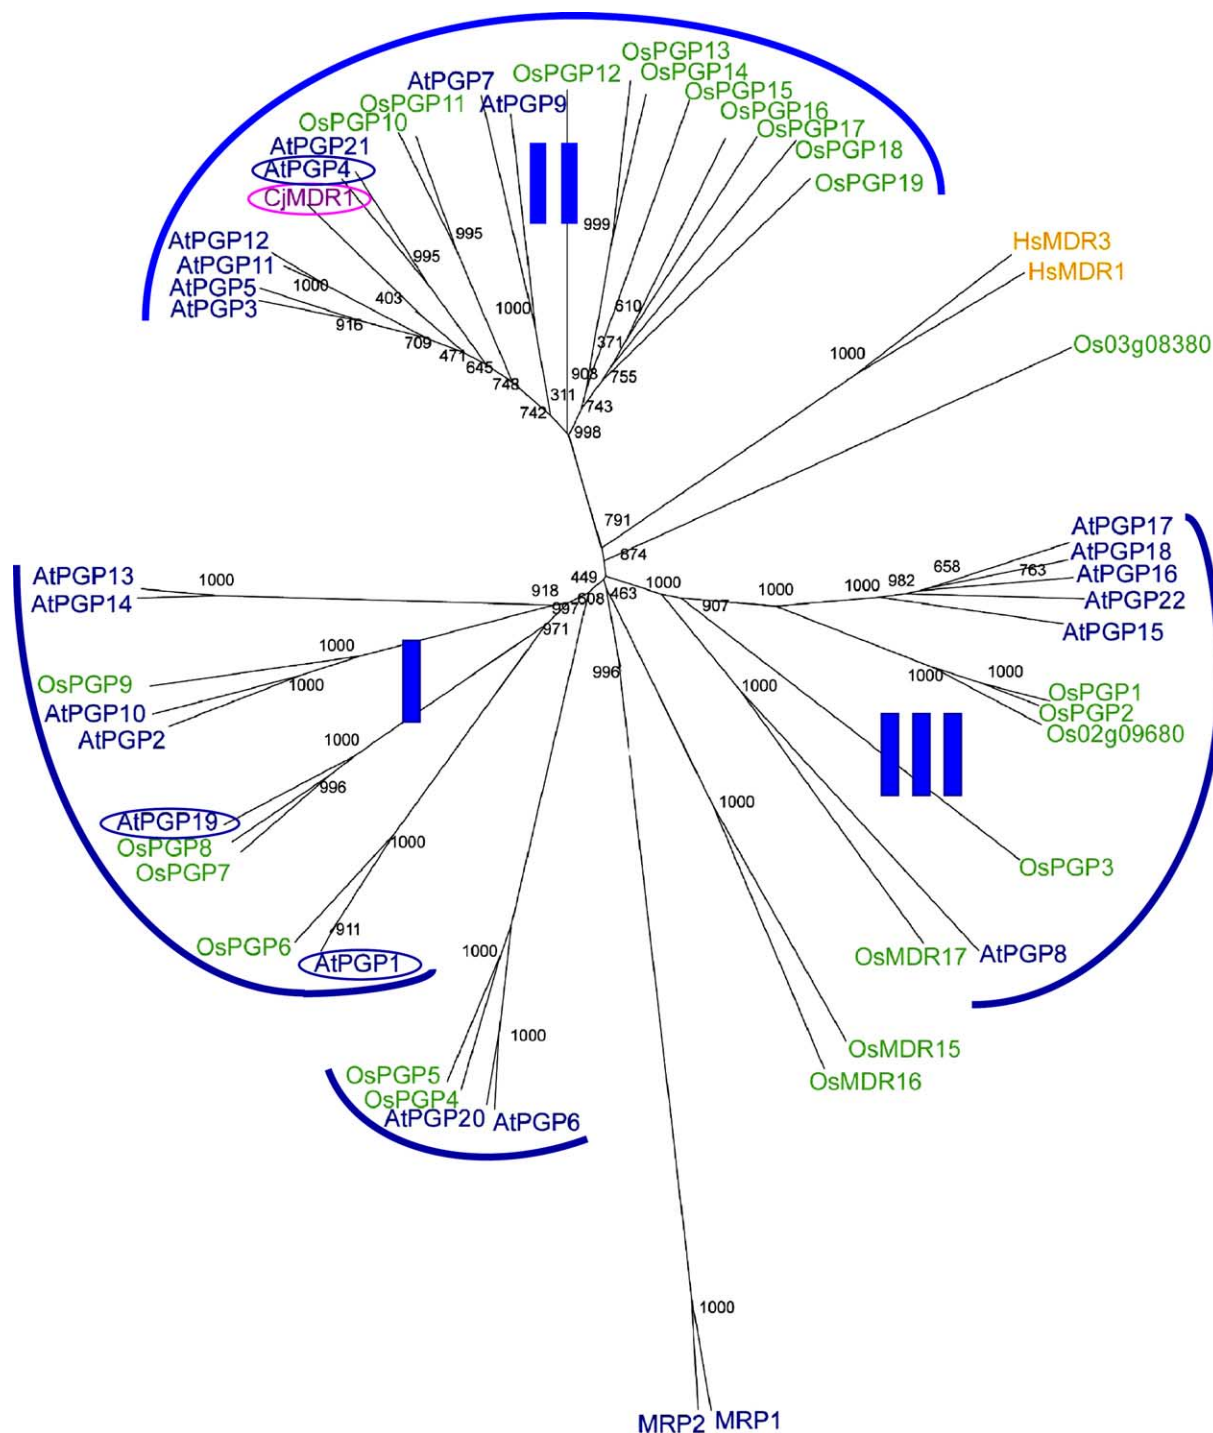 OsPGP13
OsPGP12
OsPGP14
AtPGP7
OsPGP15
OsPGP11
AtPGP9
OsPGP16
OsPGP10
OsPGP17
AtPGP21
OsPGP18
AtPGP4
OsPGP19
CjMDR1
995
999
AtPGP12
HsMDR3
995
AtPGP11
HsMDR1
1000
AtPGP5
403
1000
610
AtPGP3
916
709
371
Os03g08380
471
1000
645
908
755
748
311
742
743
998
791
AtPGP17
874
AtPGP18
658
763
AtPGP13
1000
449
1000
1000
1000
982
AtPGP16
918
608
463
AtPGP14
997
907
AtPGP22
971
AtPGP15
1000
996
1000
1000
OsPGP9
1000
1000
OsPGP1
AtPGP10
OsPGP2
AtPGP2
Os02g09680
1000
996
1000
AtPGP19
OsPGP8
1000
OsPGP3
OsPGP7
911
OsPGP6
1000
OsMDR17
AtPGP8
AtPGP1
1000
OsMDR15
OsPGP5
OsMDR16
OsPGP4
AtPGP20
AtPGP6
1000
MRP2
MRP1
II
I
III